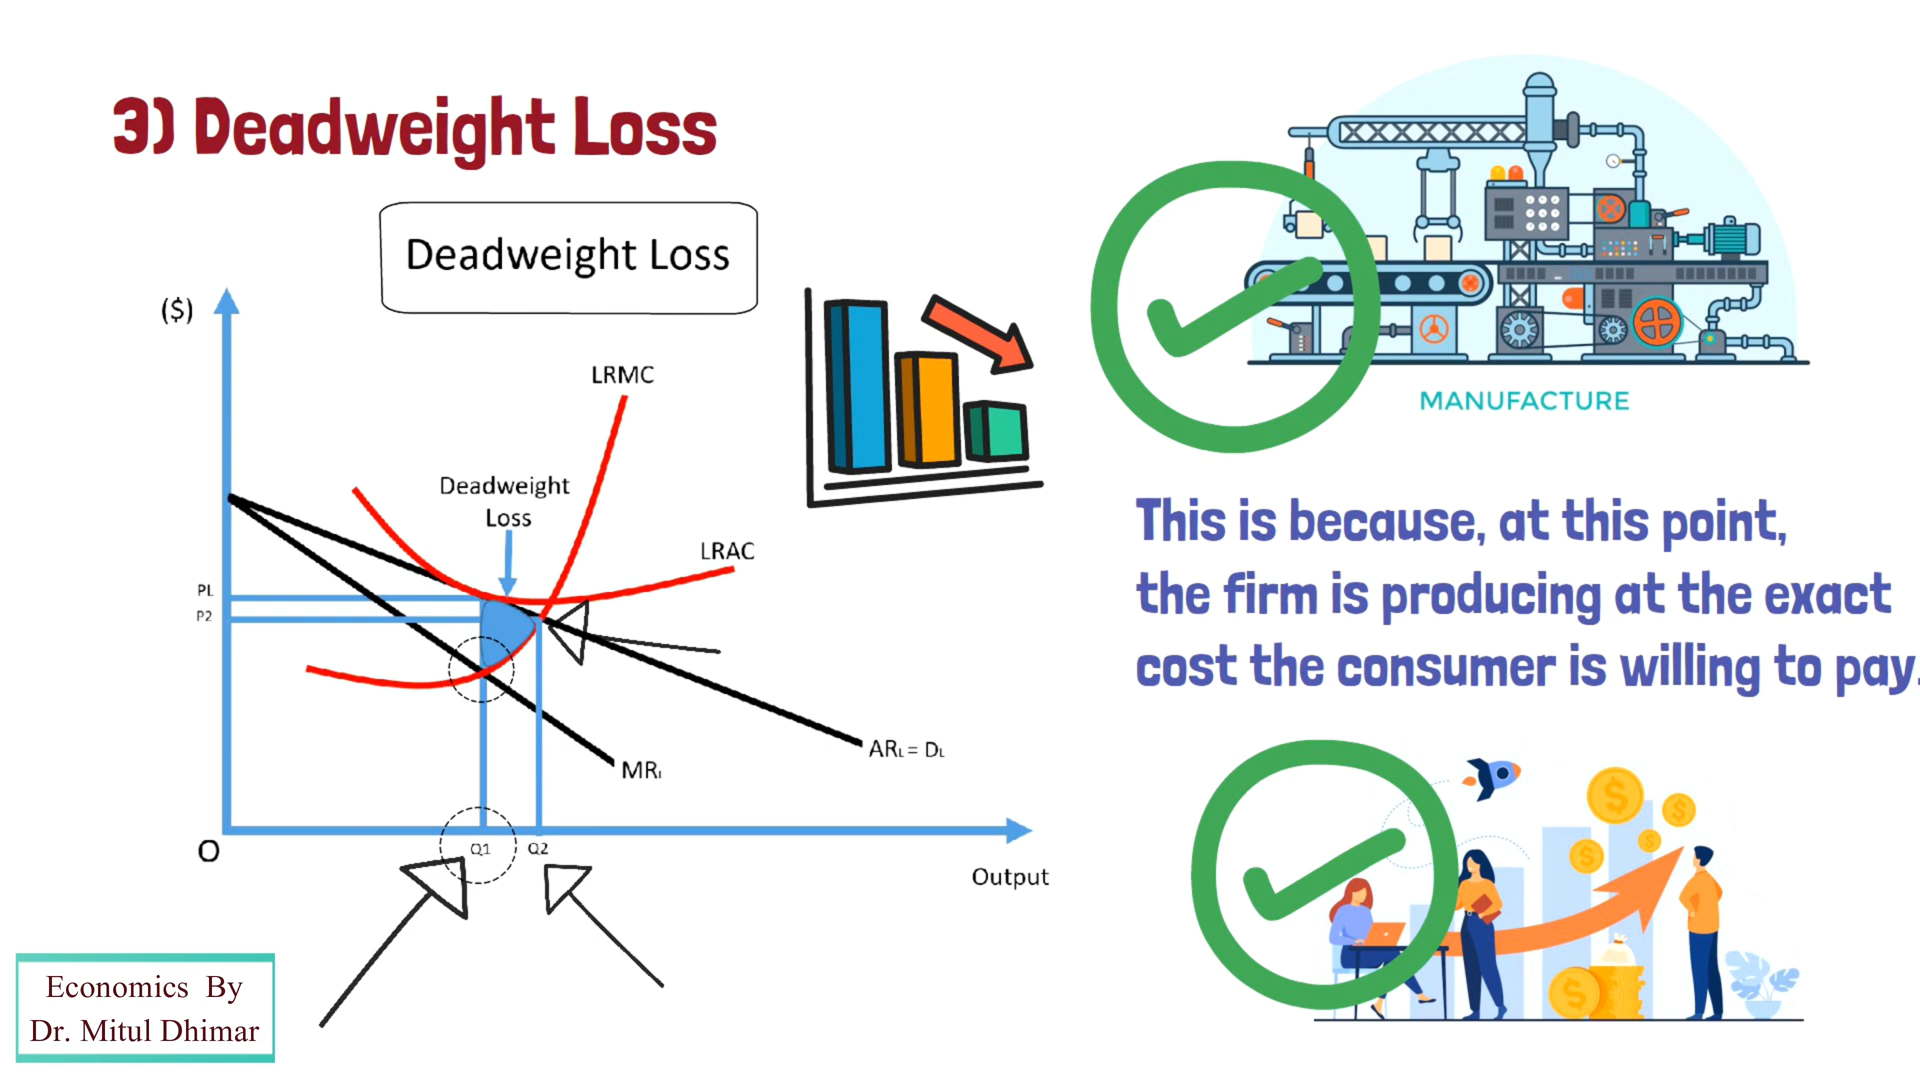 3) Deadweight Loss
Deadweight Loss
($)
LRMC
Deadweight
Loss
LRAC
PL
P2
ARL = DL
MRL
O
Q1
Q2
Output
MANUFACTURE
This is because, at this point,
the firm is producing at the exact
cost the consumer is willing to pay.
Economics By
Dr. Mitul Dhimar